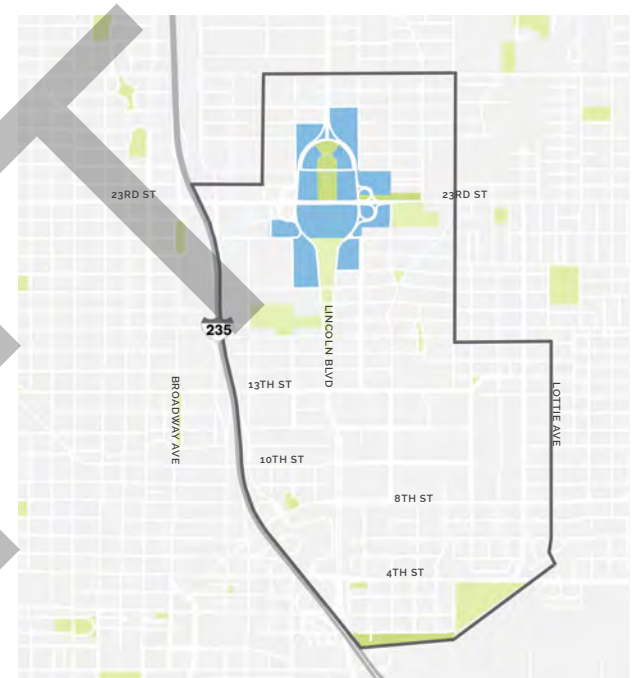 23RD ST
23RD ST
LINCOLN BLVD
235
BROADWAY AVE
13TH ST
LOTTIE AVE
10TH ST
8TH ST
4TH ST